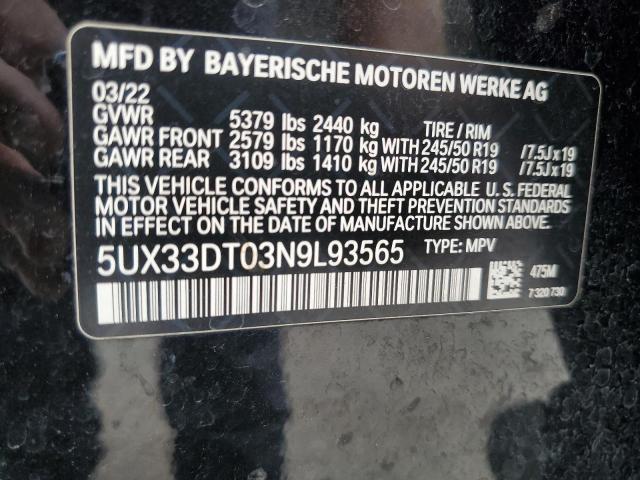 MFD BY BAYERISCHE MOTOREN WERKE AG
03/22
GVWR 5379 lbs 2440 kg TIRE / RIM
GAWR FRONT 2579 lbs 1170 kg WITH 245/50 R19 /7.5J x 19
GAWR REAR 3109 lbs 1410 kg WITH 245/50 R19 /7.5J x 19
THIS VEHICLE CONFORMS TO ALL APPLICABLE U. S. FEDERAL
MOTOR VEHICLE SAFETY AND THEFT PREVENTION STANDARDS
IN EFFECT ON THE DATE OF MANUFACTURE SHOWN ABOVE.
5UX33DT03N9L93565 TYPE: MPV
475M
7 320 730